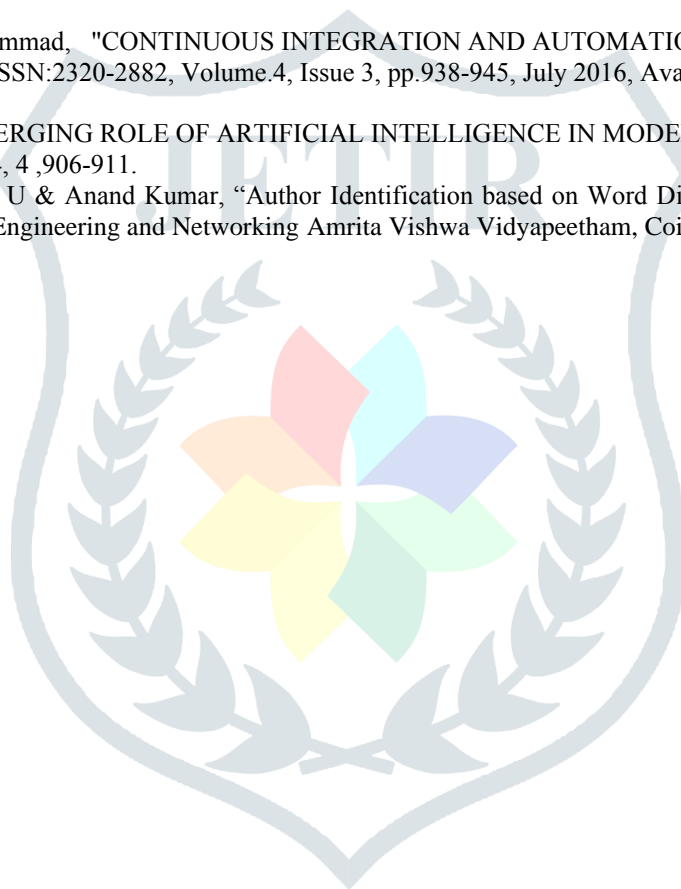 ammad, "CONTINUOUS INTEGRATION AND AUTOMATIO
SSN:2320-2882, Volume.4, Issue 3, pp.938-945, July 2016, Ava
ERGING ROLE OF ARTIFICIAL INTELLIGENCE IN MODE
, 4 ,906-911.
U & Anand Kumar, “Author Identification based on Word Di
Engineering and Networking Amrita Vishwa Vidyapeetham, Coi
JETIR